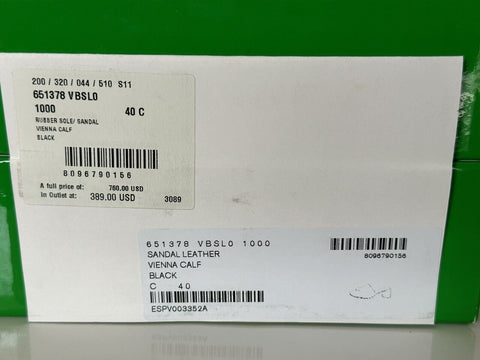 200 / 320 / 044 / 510 S11
651378 VBSL0
1000 40 C
RUBBER SOLE/ SANDAL
VIENNA CALF
BLACK
8096790156
A full price of: 760.00 USD
In Outlet at: 389.00 USD 3089
651378 VBSL0 1000
SANDAL LEATHER
VIENNA CALF
BLACK
C 40
8096790156
ESPV003352A